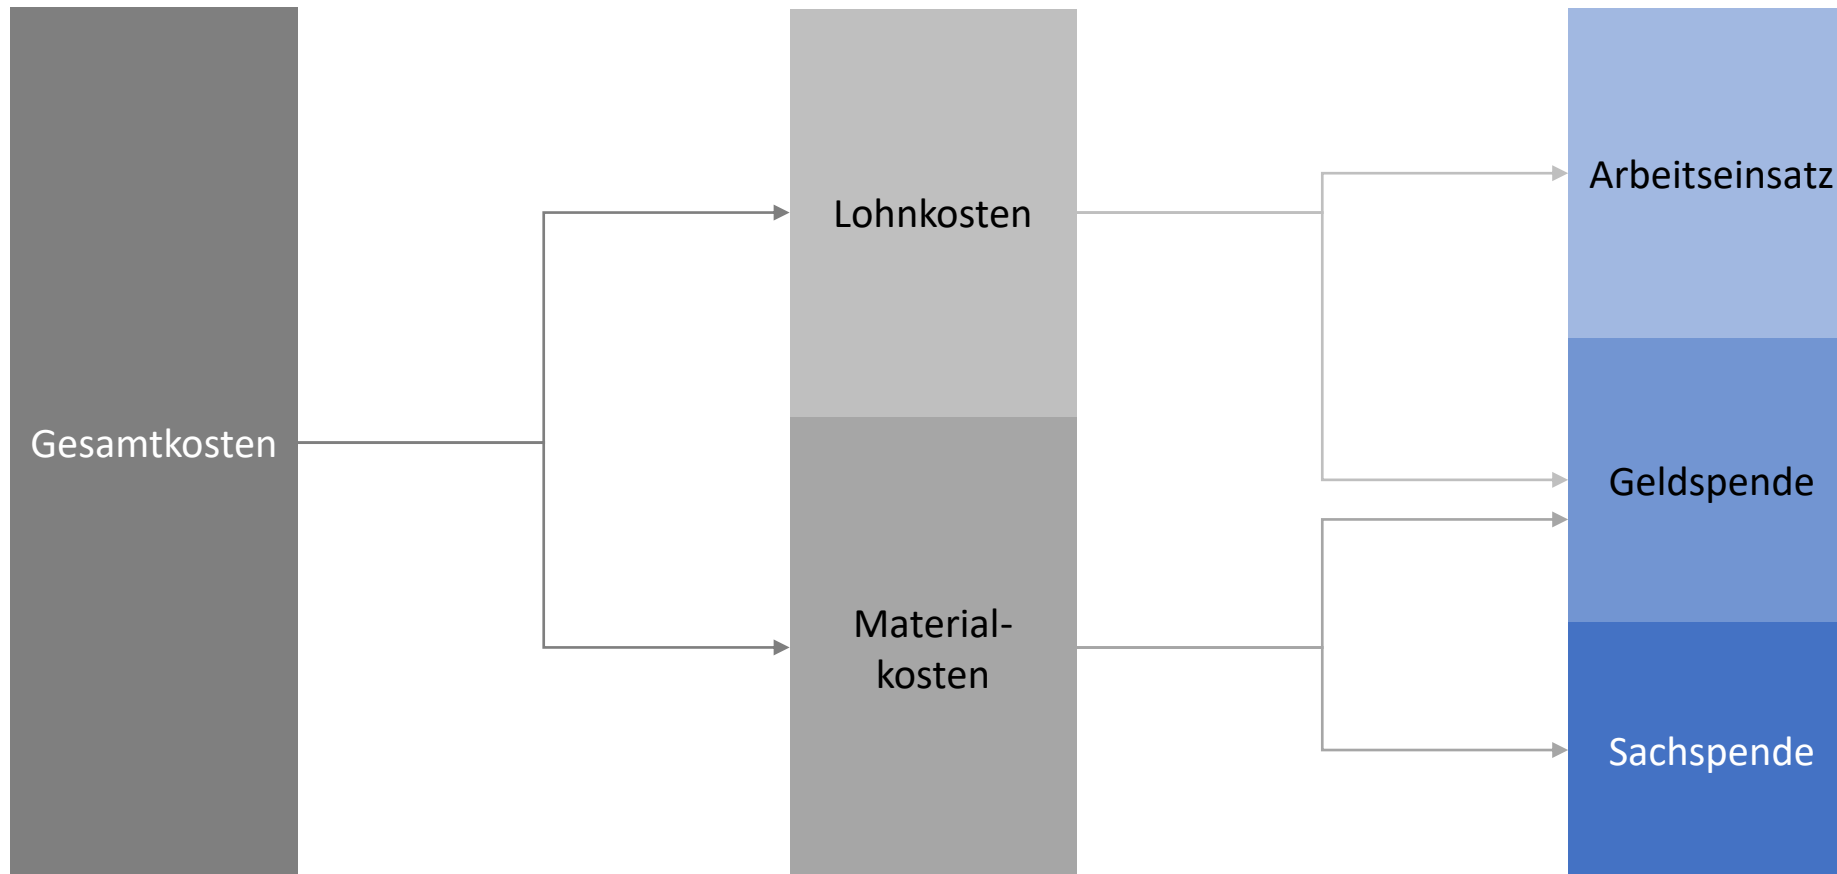 Gesamtkosten
Lohnkosten
Material-
kosten
Arbeitseinsatz
Geldspende
Sachspende